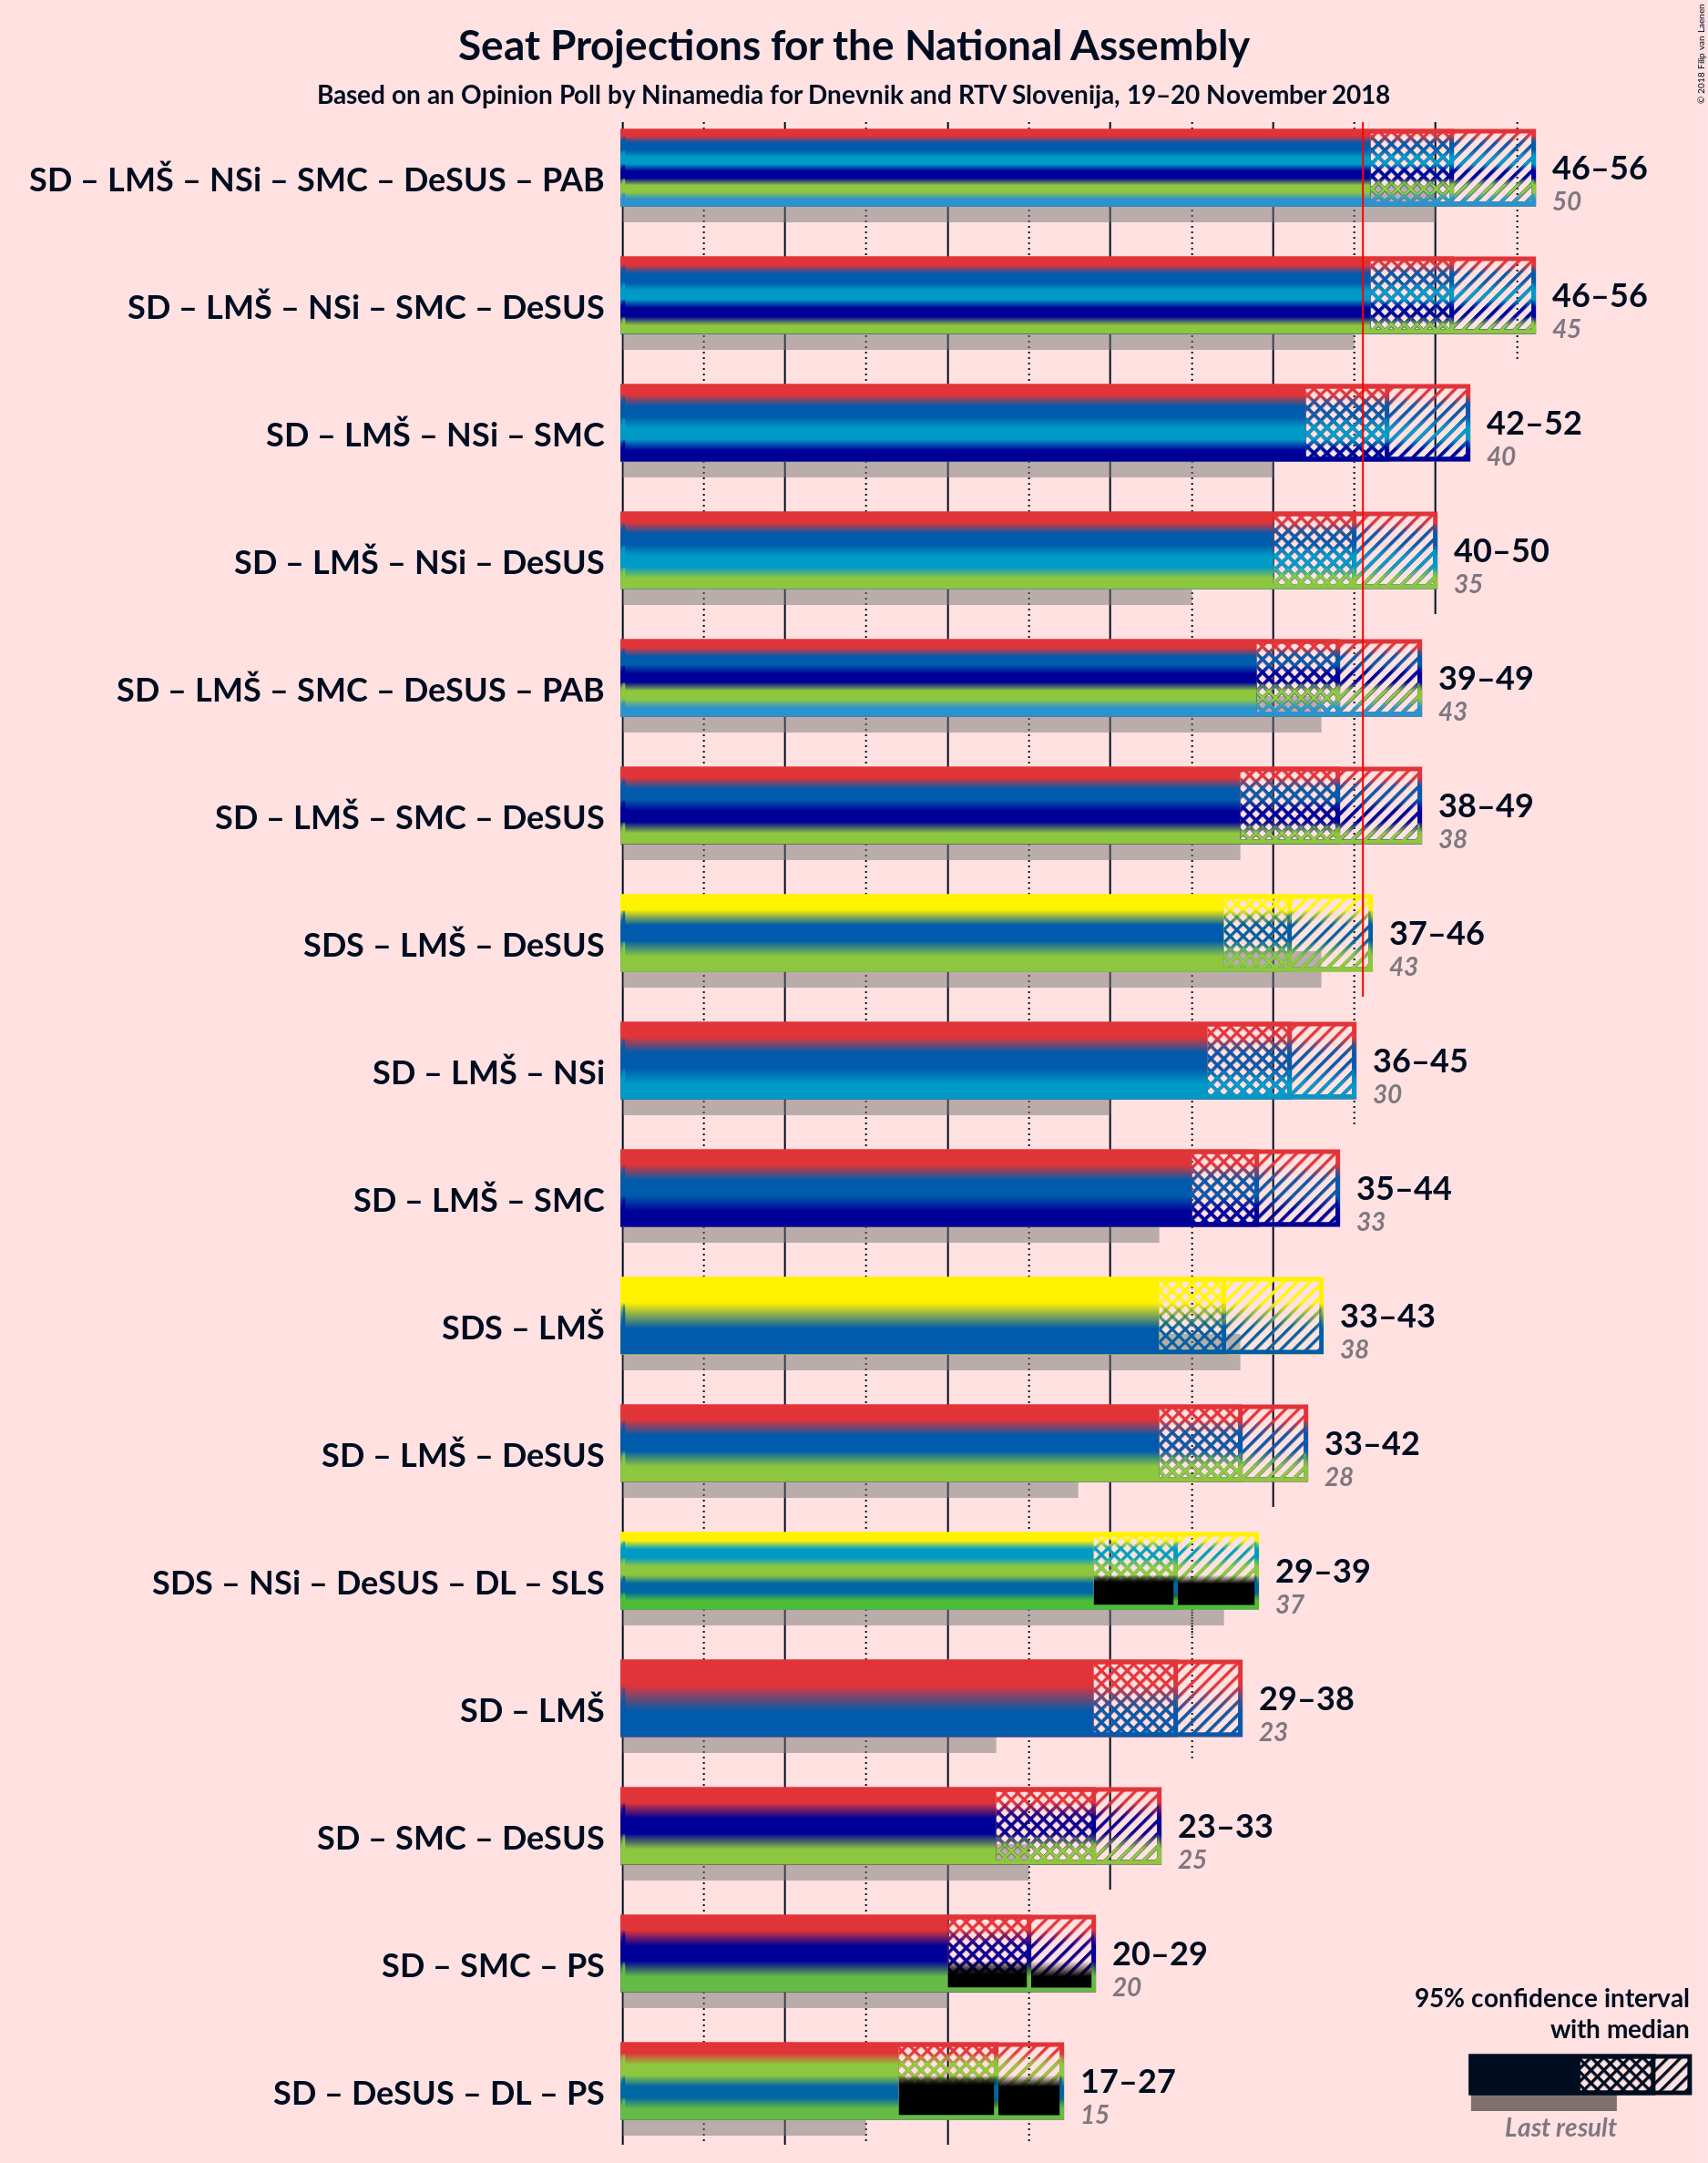 Seat Projections for the National Assembly
Based on an Opinion Poll by Ninamedia for Dnevnik and RTV Slovenija, 19–20 November 2018
© 2018 Filip van Laenen
SD – LMŠ – NSi – SMC – DeSUS – PAB
46–56
50
SD – LMŠ – NSi – SMC – DeSUS
46–56
45
SD – LMŠ – NSi – SMC
42–52
40
SD – LMŠ – NSi – DeSUS
40–50
35
SD – LMŠ – SMC – DeSUS – PAB
39–49
43
SD – LMŠ – SMC – DeSUS
38–49
38
SDS – LMŠ – DeSUS
37–46
43
SD – LMŠ – NSi
36–45
30
SD – LMŠ – SMC
35–44
33
SDS – LMŠ
33–43
38
SD – LMŠ – DeSUS
33–42
28
SDS – NSi – DeSUS – DL – SLS
29–39
37
SD – LMŠ
29–38
23
SD – SMC – DeSUS
23–33
25
SD – SMC – PS
20–29
20
SD – DeSUS – DL – PS
17–27
15
95% confidence interval
with median
Last result